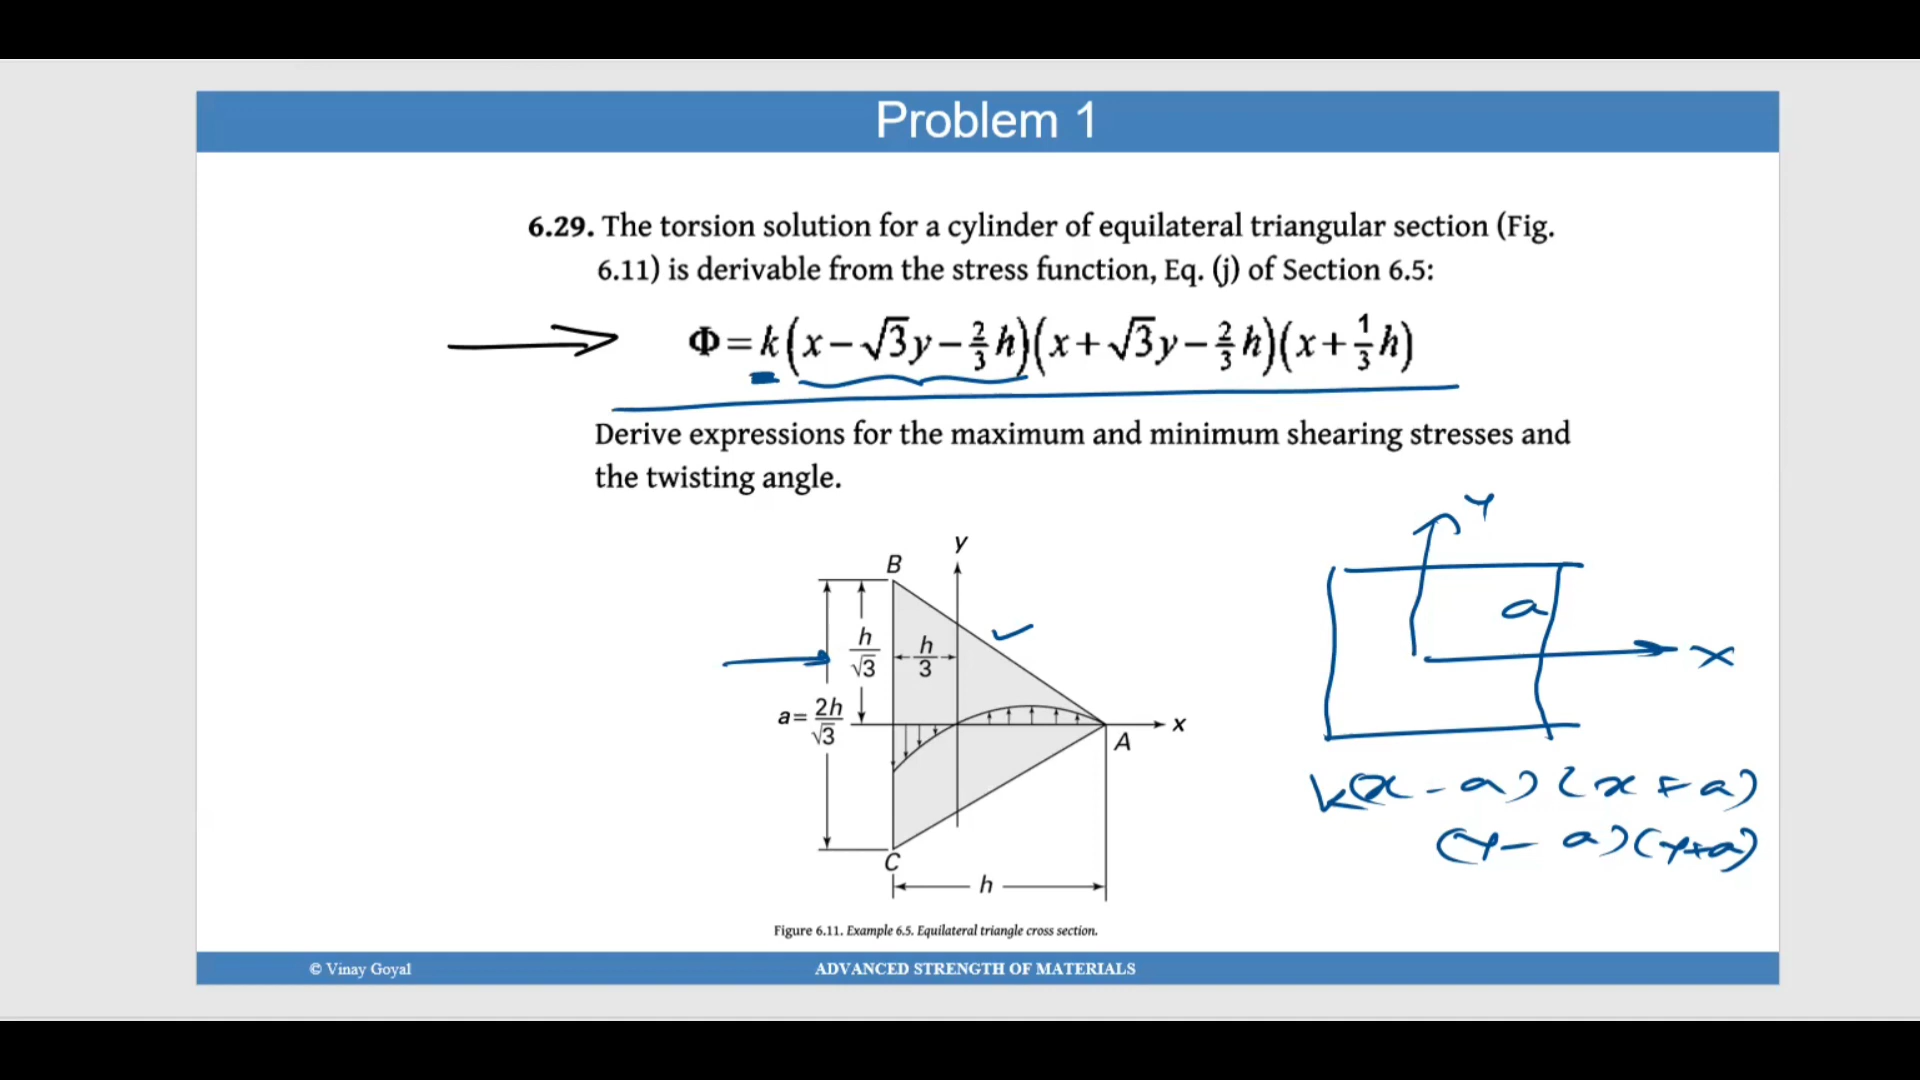 Problem 1
6.29. The torsion solution for a cylinder of equilateral triangular section (Fig.
6.11) is derivable from the stress function, Eq. (j) of Section 6.5:
Φ = k(x − √3y − 2/3 h)(x + √3y − 2/3 h)(x + 1/3 h)
Derive expressions for the maximum and minimum shearing stresses and
the twisting angle.
y
B
h/√3
h/3
a = 2h/√3
x
A
C
h
Y
a
X
k(x - a) (x + a)
(y - a)(y+a)
Figure 6.11. Example 6.5. Equilateral triangle cross section.
© Vinay Goyal
ADVANCED STRENGTH OF MATERIALS